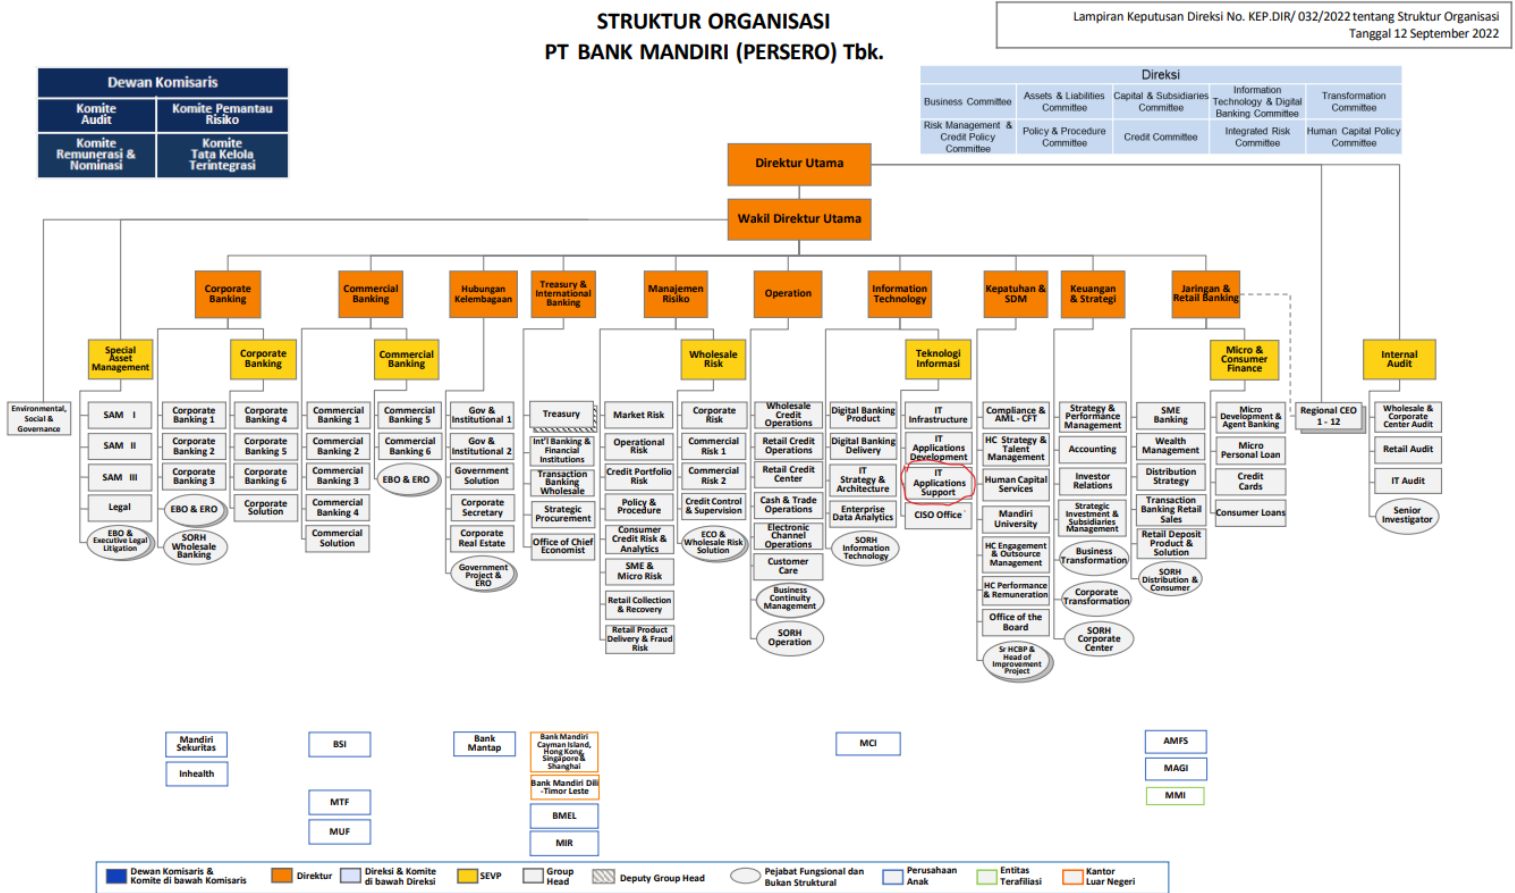 STRUKTUR ORGANISASI
PT BANK MANDIRI (PERSERO) Tbk.
Lampiran Keputusan Direksi No. KEP.DIR/ 032/2022 tentang Struktur Organisasi
Tanggal 12 September 2022
Dewan Komisaris
Komite
Audit
Komite Pemantau
Risiko
Komite
Remunerasi &
Nominasi
Komite
Tata Kelola
Terintegrasi
Direksi
Business Committee
Assets & Liabilities
Committee
Capital & Subsidiaries
Committee
Information
Technology & Digital
Banking Committee
Transformation
Committee
Risk Management &
Credit Policy
Committee
Policy & Procedure
Committee
Credit Committee
Integrated Risk
Committee
Human Capital Policy
Committee
Direktur Utama
Wakil Direktur Utama
Corporate
Banking
Commercial
Banking
Hubungan
Kelembagaan
Treasury &
International
Banking
Manajemen
Risiko
Operation
Information
Technology
Kepatuhan &
SDM
Keuangan
& Strategi
Jaringan &
Retail Banking
Special
Asset
Management
Corporate
Banking
Commercial
Banking
Wholesale
Risk
Teknologi
Informasi
Micro &
Consumer
Finance
Internal
Audit
Environmental,
Social &
Governance
SAM I
SAM II
SAM III
Legal
EBO &
Executive Legal
Litigation
Corporate
Banking 1
Corporate
Banking 2
Corporate
Banking 3
EBO & ERO
SORH
Wholesale
Banking
Corporate
Banking 4
Corporate
Banking 5
Corporate
Banking 6
Corporate
Solution
Commercial
Banking 1
Commercial
Banking 2
Commercial
Banking 3
Commercial
Banking 4
Commercial
Solution
Commercial
Banking 5
Commercial
Banking 6
EBO & ERO
Gov &
Institutional 1
Gov &
Institutional 2
Government
Solution
Corporate
Secretary
Corporate
Real Estate
Government
Project &
ERO
Treasury
Int'l Banking &
Financial
Institutions
Transaction
Banking
Wholesale
Strategic
Procurement
Office of Chief
Economist
Market Risk
Operational
Risk
Credit Portfolio
Risk
Policy &
Procedure
Consumer
Credit Risk &
Analytics
SME &
Micro Risk
Retail Collection
& Recovery
Retail Product
Delivery & Fraud
Risk
Corporate
Risk
Commercial
Risk 1
Commercial
Risk 2
Credit Control
& Supervision
ECO &
Wholesale Risk
Solution
Wholesale
Credit
Operations
Retail Credit
Operations
Retail Credit
Center
Cash & Trade
Operations
Electronic
Channel
Operations
Customer
Care
Business
Continuity
Management
SORH
Operation
Digital Banking
Product
Digital Banking
Delivery
IT
Strategy &
Architecture
Enterprise
Data Analytics
SORH
Information
Technology
IT
Infrastructure
IT
Applications
Development
IT
Applications
Support
CISO Office
Compliance &
AML - CFT
HC Strategy &
Talent
Management
Human Capital
Services
Mandiri
University
HC Engagement
& Outsource
Management
HC Performance
& Remuneration
Office of the
Board
Sr HCBP &
Head of
Improvement
Project
Strategy &
Performance
Management
Accounting
Investor
Relations
Strategic
Investment &
Subsidiaries
Management
Business
Transformation
Corporate
Transformation
SORH
Corporate
Center
SME
Banking
Wealth
Management
Distribution
Strategy
Transaction
Banking Retail
Sales
Retail Deposit
Product &
Solution
SORH
Distribution &
Consumer
Micro
Development &
Agent Banking
Micro
Personal Loan
Credit
Cards
Consumer Loans
Regional CEO
1 - 12
Wholesale &
Corporate
Center Audit
Retail Audit
IT Audit
Senior
Investigator
Mandiri
Sekuritas
Inhealth
BSI
MTF
MUF
Bank
Mantap
Bank Mandiri
Cayman Island,
Hong Kong,
Singapore &
Shanghai
Bank Mandiri Dili
-Timor Leste
BMEL
MIR
MCI
AMFS
MAGI
MMI
Dewan Komisaris &
Komite di bawah Komisaris
Direktur
Direksi & Komite
di bawah Direksi
SEVP
Group
Head
Deputy Group Head
Pejabat Fungsional dan
Bukan Struktural
Perusahaan
Anak
Entitas
Terafiliasi
Kantor
Luar Negeri